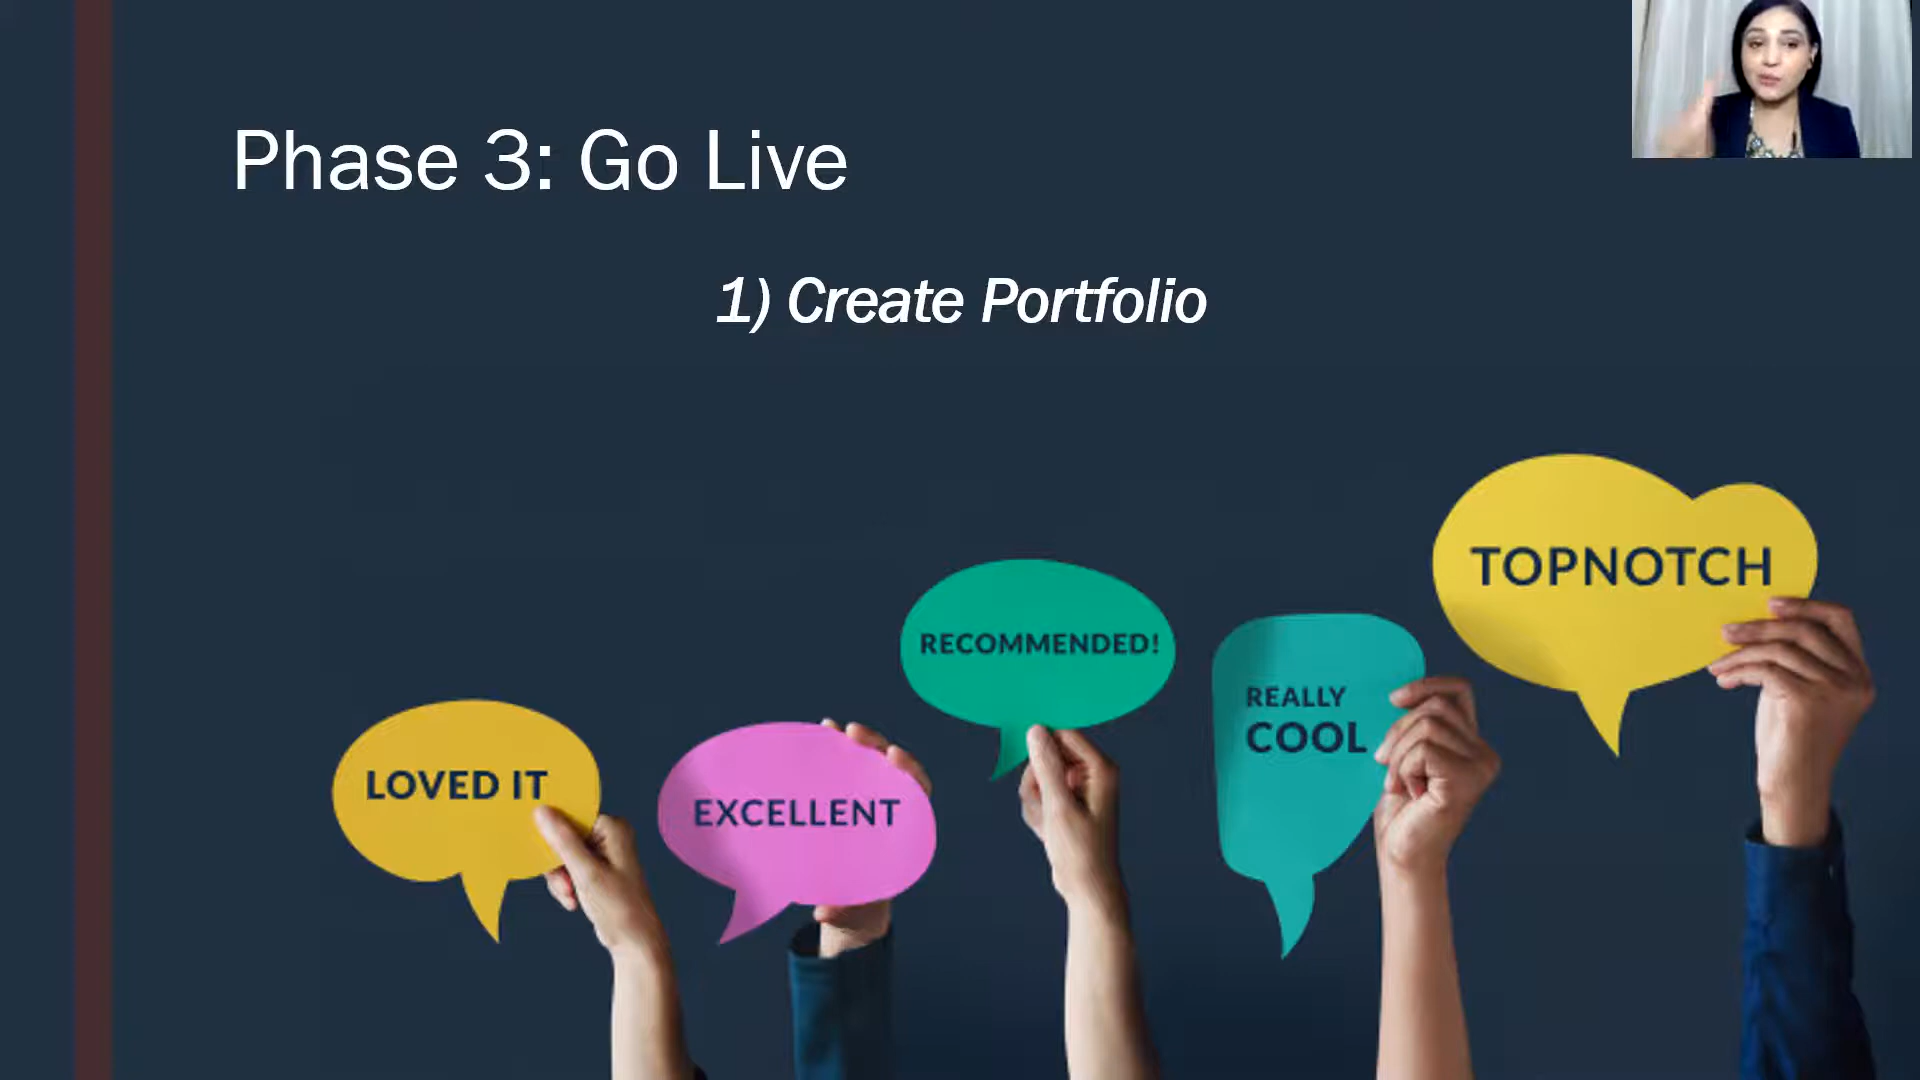 Phase 3: Go Live
1) Create Portfolio
TOPNOTCH
RECOMMENDED!
REALLY
COOL
LOVED IT
EXCELLENT